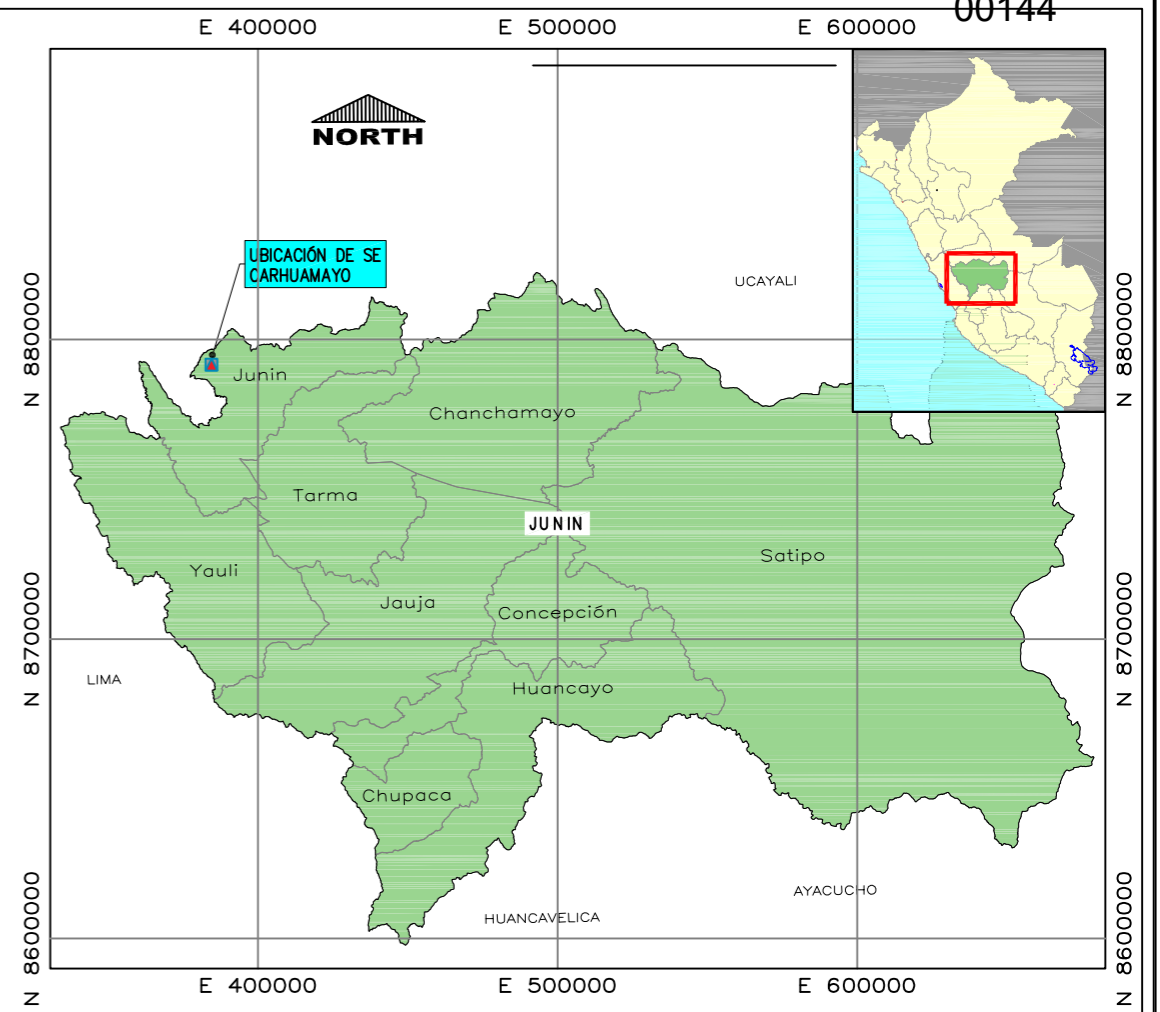 00144
E 400000
E 500000
E 600000
NORTH
UBICACIÓN DE SE
CARHUAMAYO
UCAYALI
N 8800000
N 8800000
Junin
Chanchamayo
Tarma
JUNIN
Satipo
Yauli
Jauja
Concepción
N 8700000
N 8700000
LIMA
Huancayo
Chupaca
AYACUCHO
HUANCAVELICA
N 8600000
N 8600000
E 400000
E 500000
E 600000